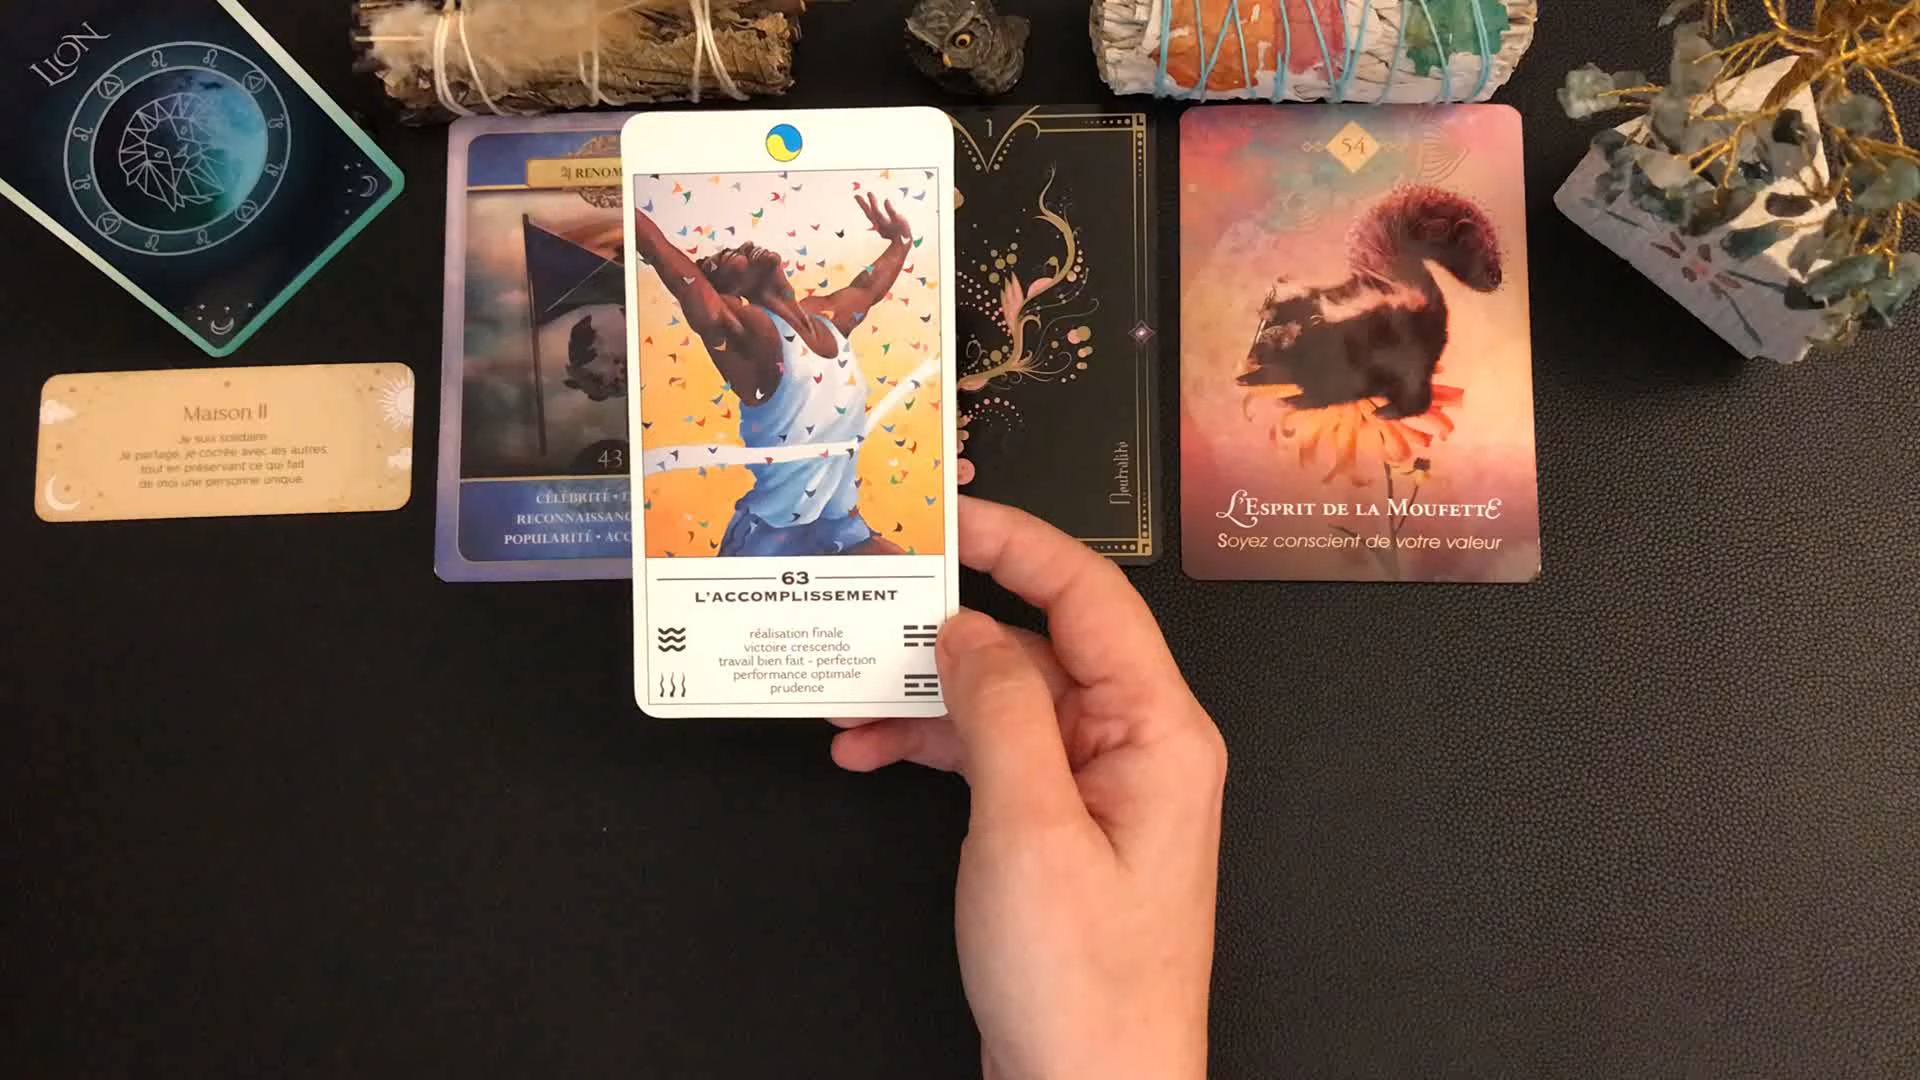 LION
Maison II
Je suis solidaire.
Je partage, je cocrée avec les autres,
tout en préservant ce qui fait
de moi une personne unique.
RENOM
43
CÉLÉBRITÉ •
RECONNAISSANC
POPULARITÉ •
63
L'ACCOMPLISSEMENT
réalisation finale
victoire crescendo
travail bien fait - perfection
performance optimale
prudence
1
Neutralité
54
L'ESPRIT DE LA MOUFETTE
Soyez conscient de votre valeur